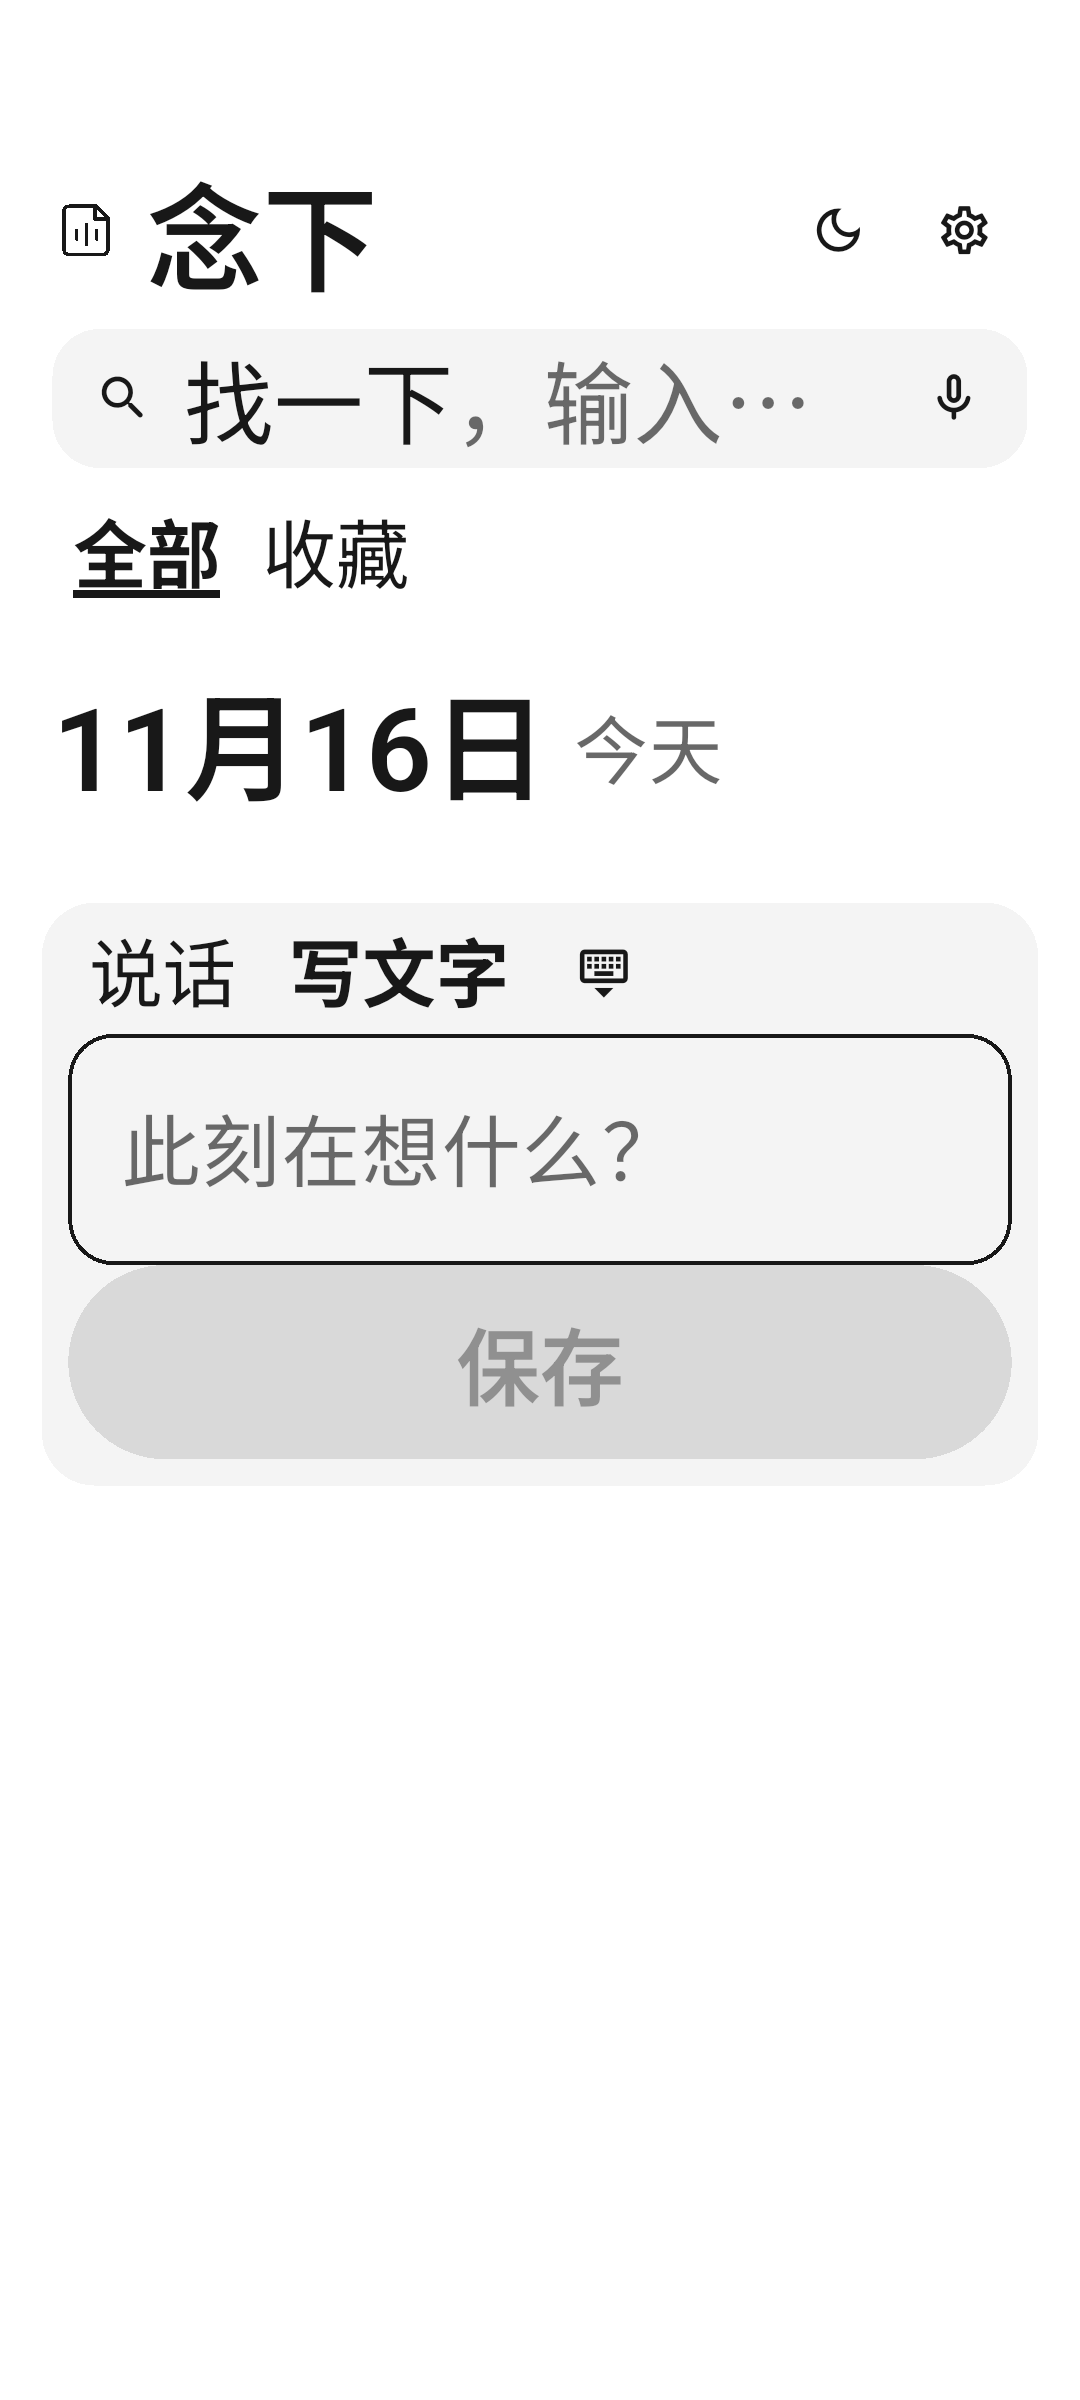 念下
找一下，输入…
全部 收藏
11月16日 今天
说话 写文字
此刻在想什么？
保存